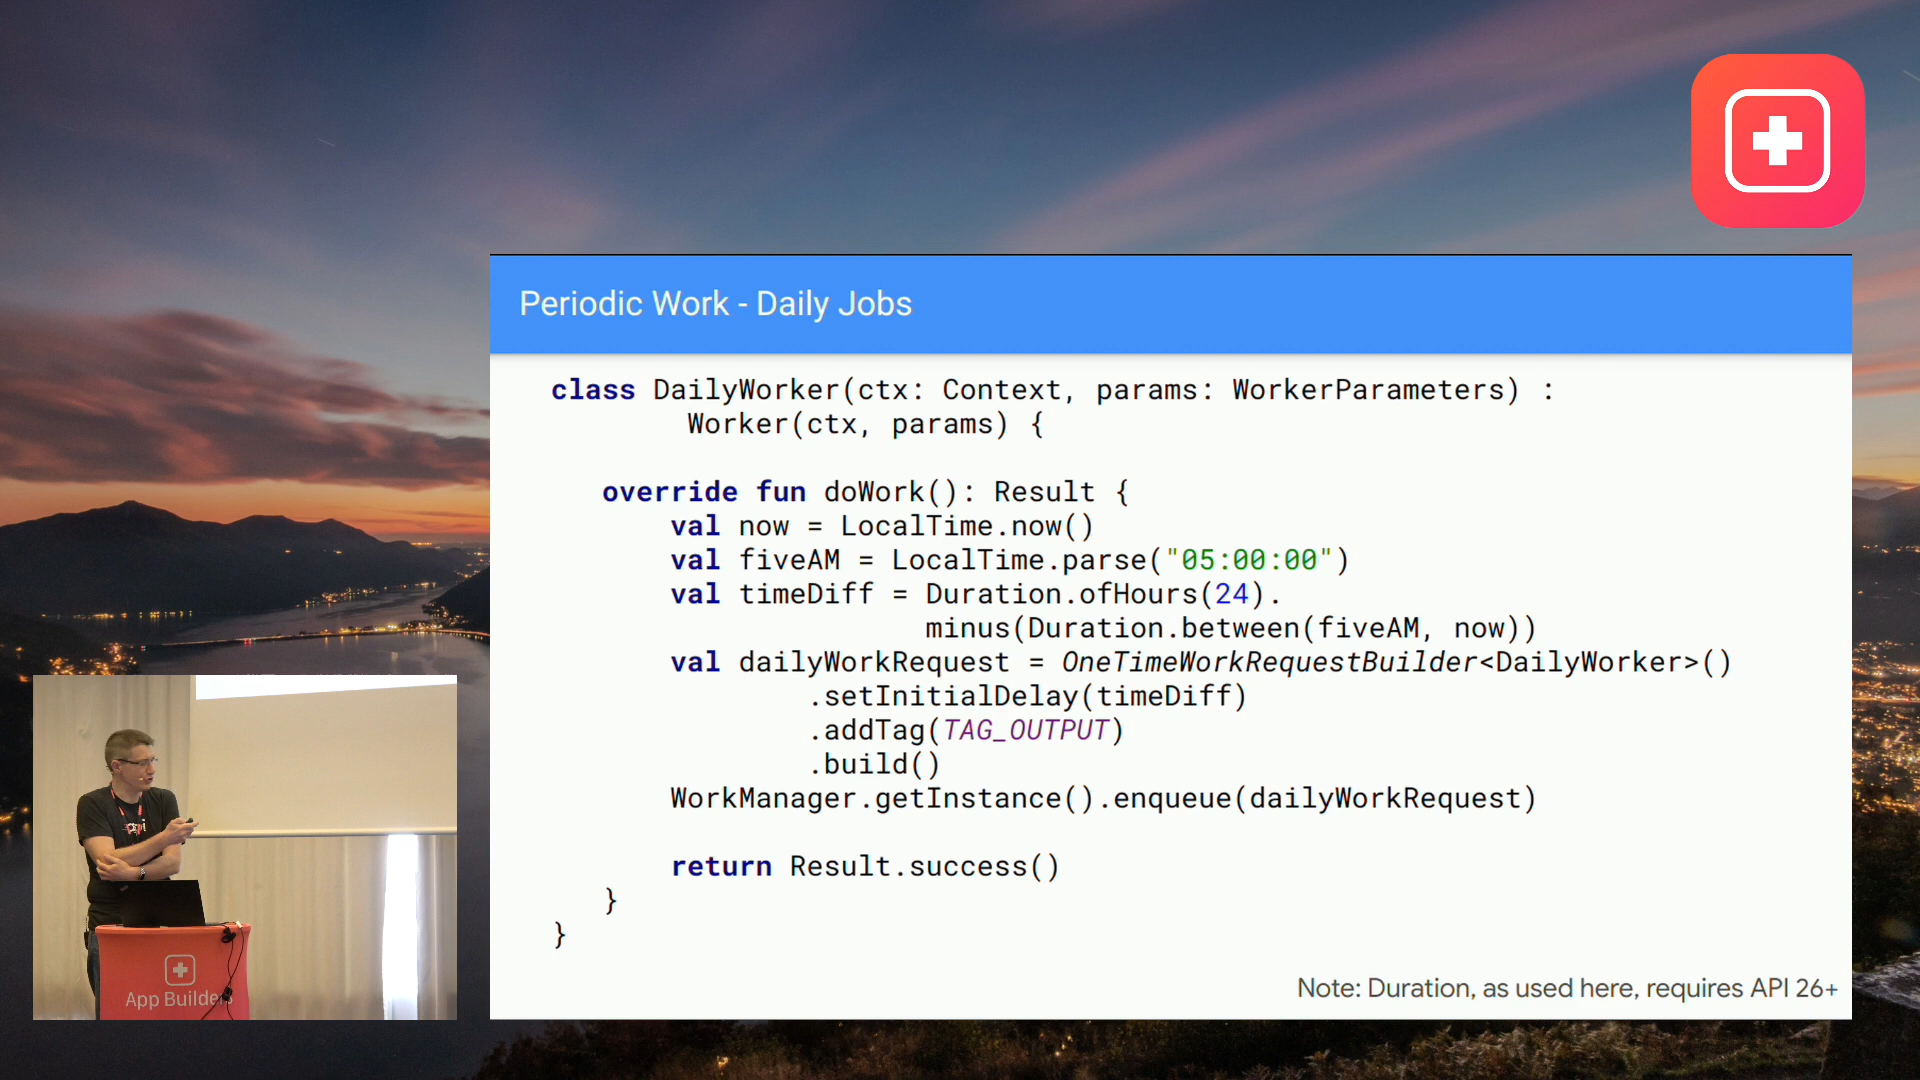 Periodic Work - Daily Jobs
class DailyWorker(ctx: Context, params: WorkerParameters) :
Worker(ctx, params) {
override fun doWork(): Result {
val now = LocalTime.now()
val fiveAM = LocalTime.parse("05:00:00")
val timeDiff = Duration.ofHours(24).
minus(Duration.between(fiveAM, now))
val dailyWorkRequest = OneTimeWorkRequestBuilder<DailyWorker>()
.setInitialDelay(timeDiff)
.addTag(TAG_OUTPUT)
.build()
WorkManager.getInstance().enqueue(dailyWorkRequest)
return Result.success()
}
}
Note: Duration, as used here, requires API 26+
App Builders